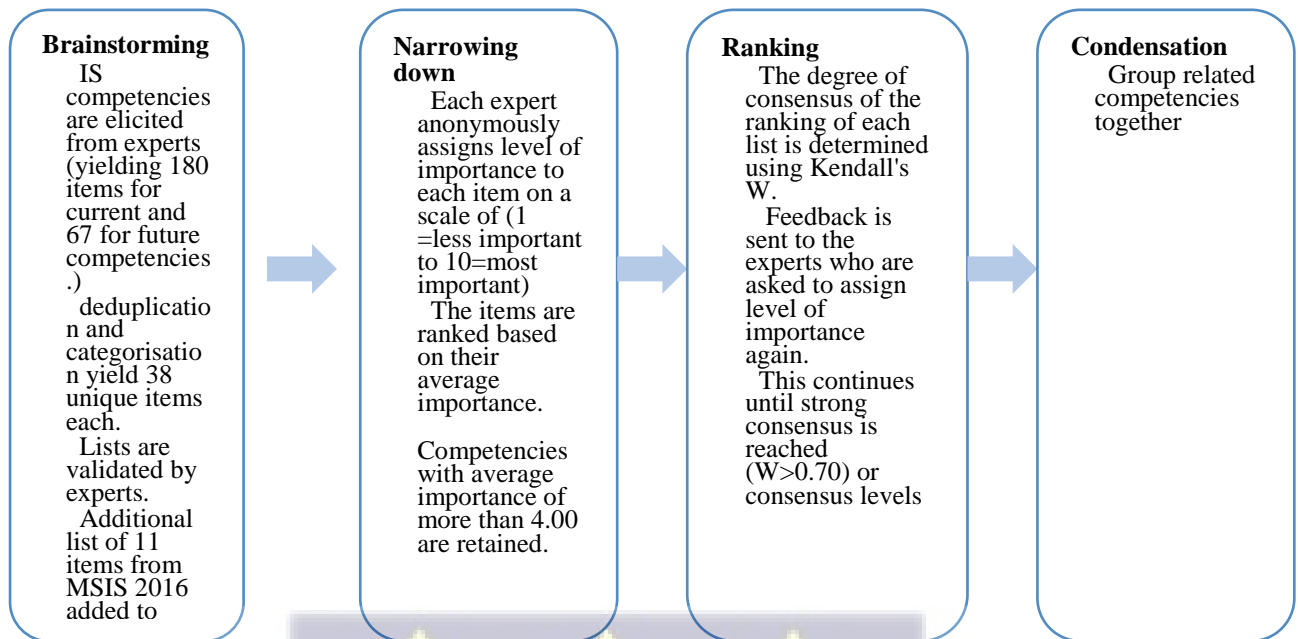 Brainstorming
IS
competencies
are elicited
from experts
(yielding 180
items for
current and
67 for future
competencies
.)
deduplicatio
n and
categorisatio
n yield 38
unique items
each.
Lists are
validated by
experts.
Additional
list of 11
items from
MSIS 2016
added to
Narrowing
down
Each expert
anonymously
assigns level of
importance to
each item on a
scale of (1
=less important
to 10=most
important)
The items are
ranked based
on their
average
importance.
Competencies
with average
importance of
more than 4.00
are retained.
Ranking
The degree of
consensus of the
ranking of each
list is determined
using Kendall's
W.
Feedback is
sent to the
experts who are
asked to assign
level of
importance
again.
This continues
until strong
consensus is
reached
(W>0.70) or
consensus levels
Condensation
Group related
competencies
together